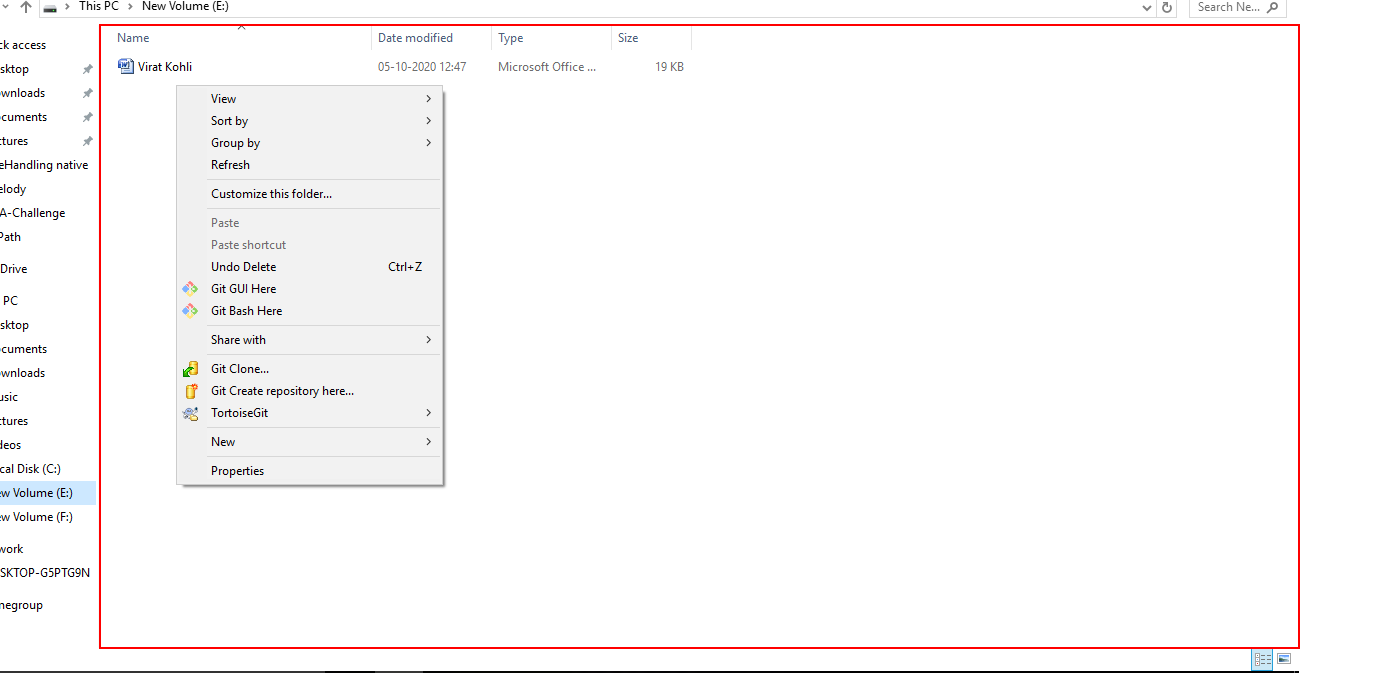 This PC > New Volume (E:)
Search Ne...
ck access
sktop
wnloads
cuments
tures
eHandling native
elody
A-Challenge
Path
Drive
PC
sktop
cuments
wnloads
usic
tures
deos
cal Disk (C:)
ew Volume (E:)
ew Volume (F:)
work
SKTOP-G5PTG9N
negroup
Name Date modified Type Size
Virat Kohli 05-10-2020 12:47 Microsoft Office ... 19 KB
View
Sort by
Group by
Refresh
Customize this folder...
Paste
Paste shortcut
Undo Delete Ctrl+Z
Git GUI Here
Git Bash Here
Share with
Git Clone...
Git Create repository here...
TortoiseGit
New
Properties